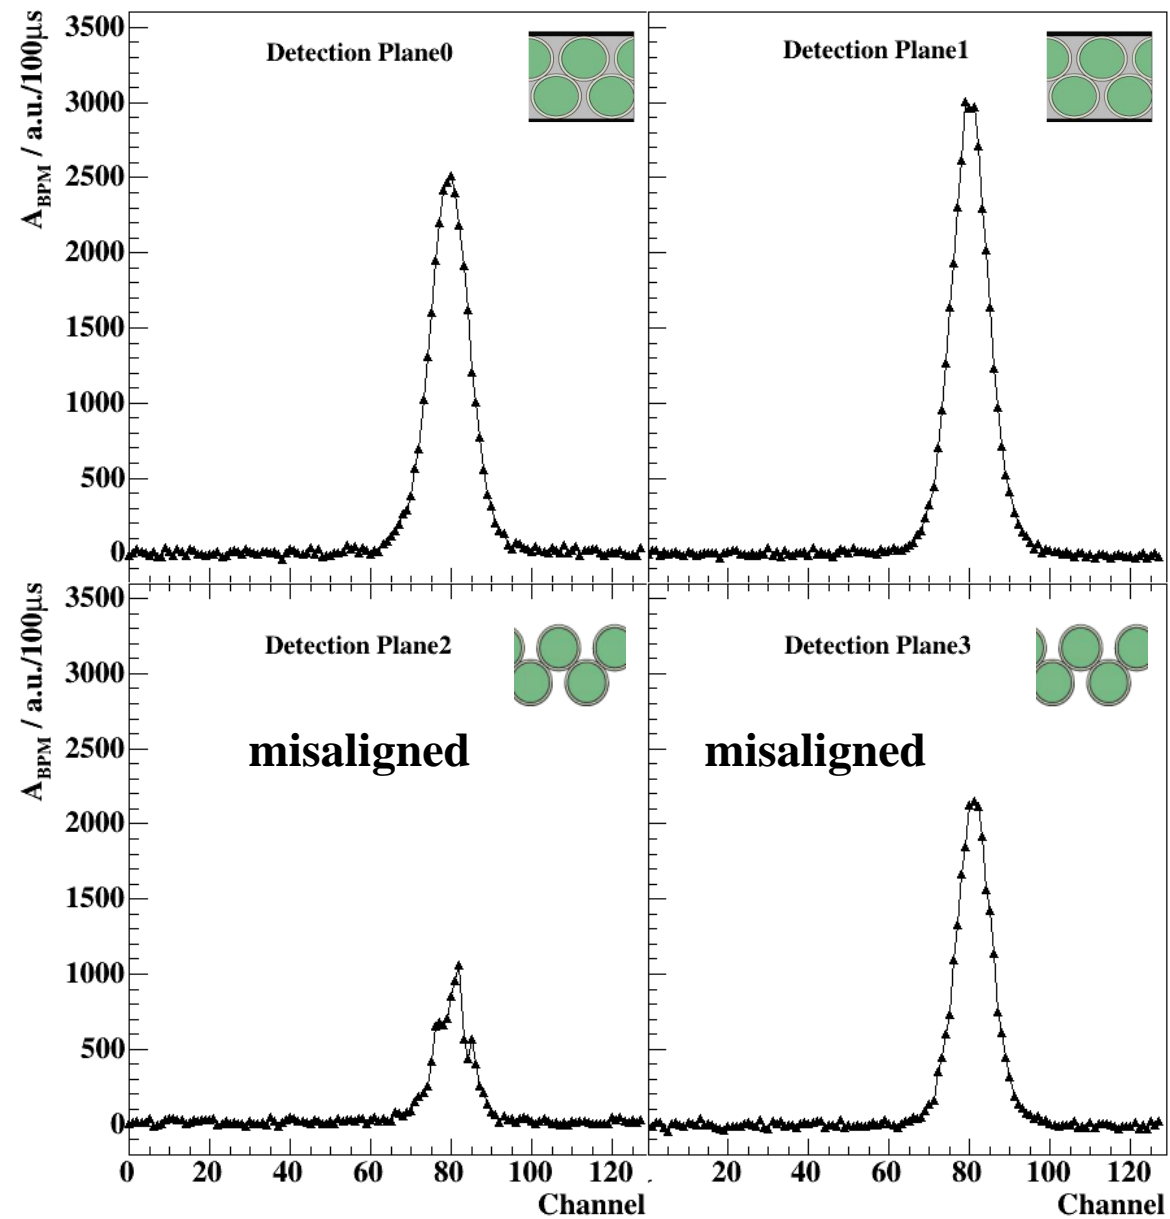 3500
3000
2500
2000
1500
1000
500
0
A_BPM / a.u./100μs
Detection Plane0
Detection Plane1
3500
3000
2500
2000
1500
1000
500
0
A_BPM / a.u./100μs
Detection Plane2
misaligned
Detection Plane3
misaligned
0 20 40 60 80 100 120
Channel
20 40 60 80 100 120
Channel